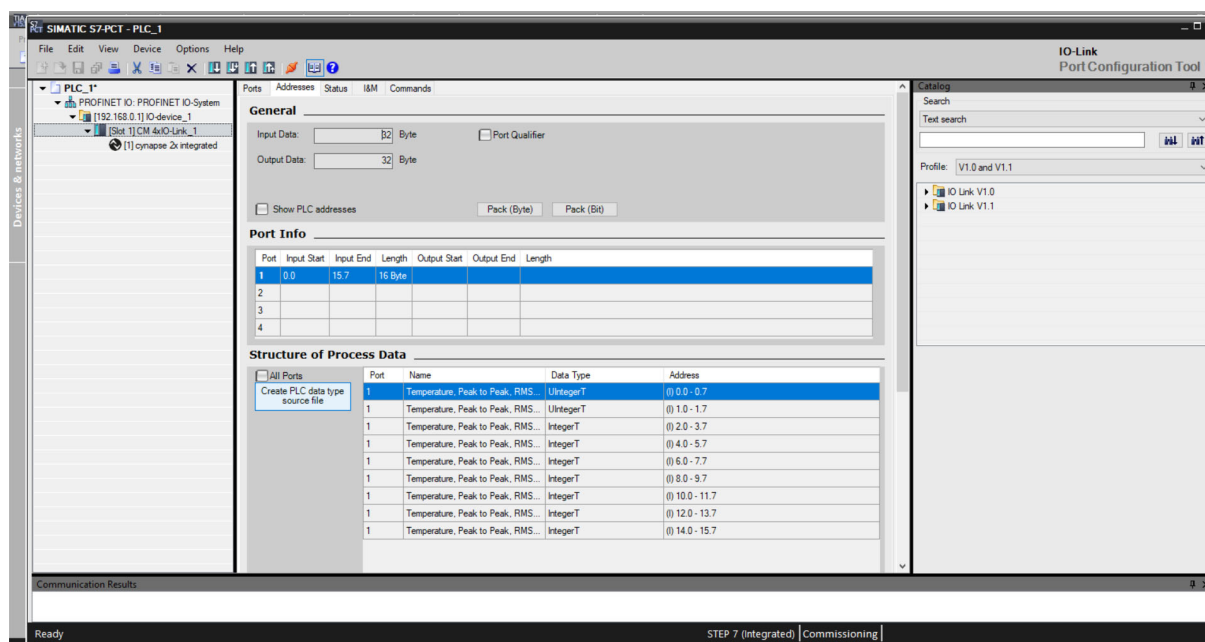 SIMATIC S7-PCT - PLC_1
File Edit View Device Options Help
IO-Link
Port Configuration Tool
PLC_1*
PROFINET IO: PROFINET IO-System
[192.168.0.1] IO-device_1
[Slot 1] CM 4xIO-Link_1
[1] cynapse 2x integrated
Devices & networks
Ports Addresses Status I&M Commands
General
Input Data: 32 Byte Port Qualifier
Output Data: 32 Byte
Show PLC addresses Pack (Byte) Pack (Bit)
Port Info
Port Input Start Input End Length Output Start Output End Length
1 0.0 15.7 16 Byte
2
3
4
Structure of Process Data
All Ports
Create PLC data type
source file
Port Name Data Type Address
1 Temperature, Peak to Peak, RMS... UIntegerT (I) 0.0 - 0.7
1 Temperature, Peak to Peak, RMS... UIntegerT (I) 1.0 - 1.7
1 Temperature, Peak to Peak, RMS... IntegerT (I) 2.0 - 3.7
1 Temperature, Peak to Peak, RMS... IntegerT (I) 4.0 - 5.7
1 Temperature, Peak to Peak, RMS... IntegerT (I) 6.0 - 7.7
1 Temperature, Peak to Peak, RMS... IntegerT (I) 8.0 - 9.7
1 Temperature, Peak to Peak, RMS... IntegerT (I) 10.0 - 11.7
1 Temperature, Peak to Peak, RMS... IntegerT (I) 12.0 - 13.7
1 Temperature, Peak to Peak, RMS... IntegerT (I) 14.0 - 15.7
Catalog
Search
Text search
Profile: V1.0 and V1.1
IO Link V1.0
IO Link V1.1
Communication Results
Ready STEP 7 (Integrated) Commissioning